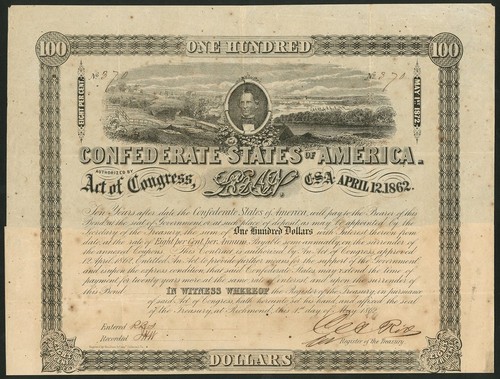 100 ONE HUNDRED 100
No. 370 No. 370
EIGHT PER CENT. MAY 1ST 1872
CONFEDERATE STATES OF AMERICA.
AUTHORIZED BY
Act of Congress, LOAN, C.S.A. APRIL 12, 1862.
Ten Years after date the Confederate States of America, will pay to the Bearer of this
Bond at the seat of Government, or at such place of deposit as may be appointed by the
Secretary of the Treasury, the sum of One Hundred Dollars with Interest thereon from
date, at the rate of Eight per Cent. per Annum. Payable semi annually, on the surrender of
the annexed Coupons. This Contract is authorized by an Act of Congress, approved
12 April 1862, Entitled "An Act to provide further means for the support of the Government"
and is upon the express condition, that said Confederate States, may extend the time of
payment for twenty years more at the same rate of interest and upon the surrender of
this Bond. IN WITNESS WHEREOF the Register of the Treasury, in pursuance
of said Act of Congress, hath hereunto set his hand, and affixed the seal
of the Treasury, at Richmond, this 1st day of May 1862
Entered
Recorded
Register of the Treasury
DOLLARS